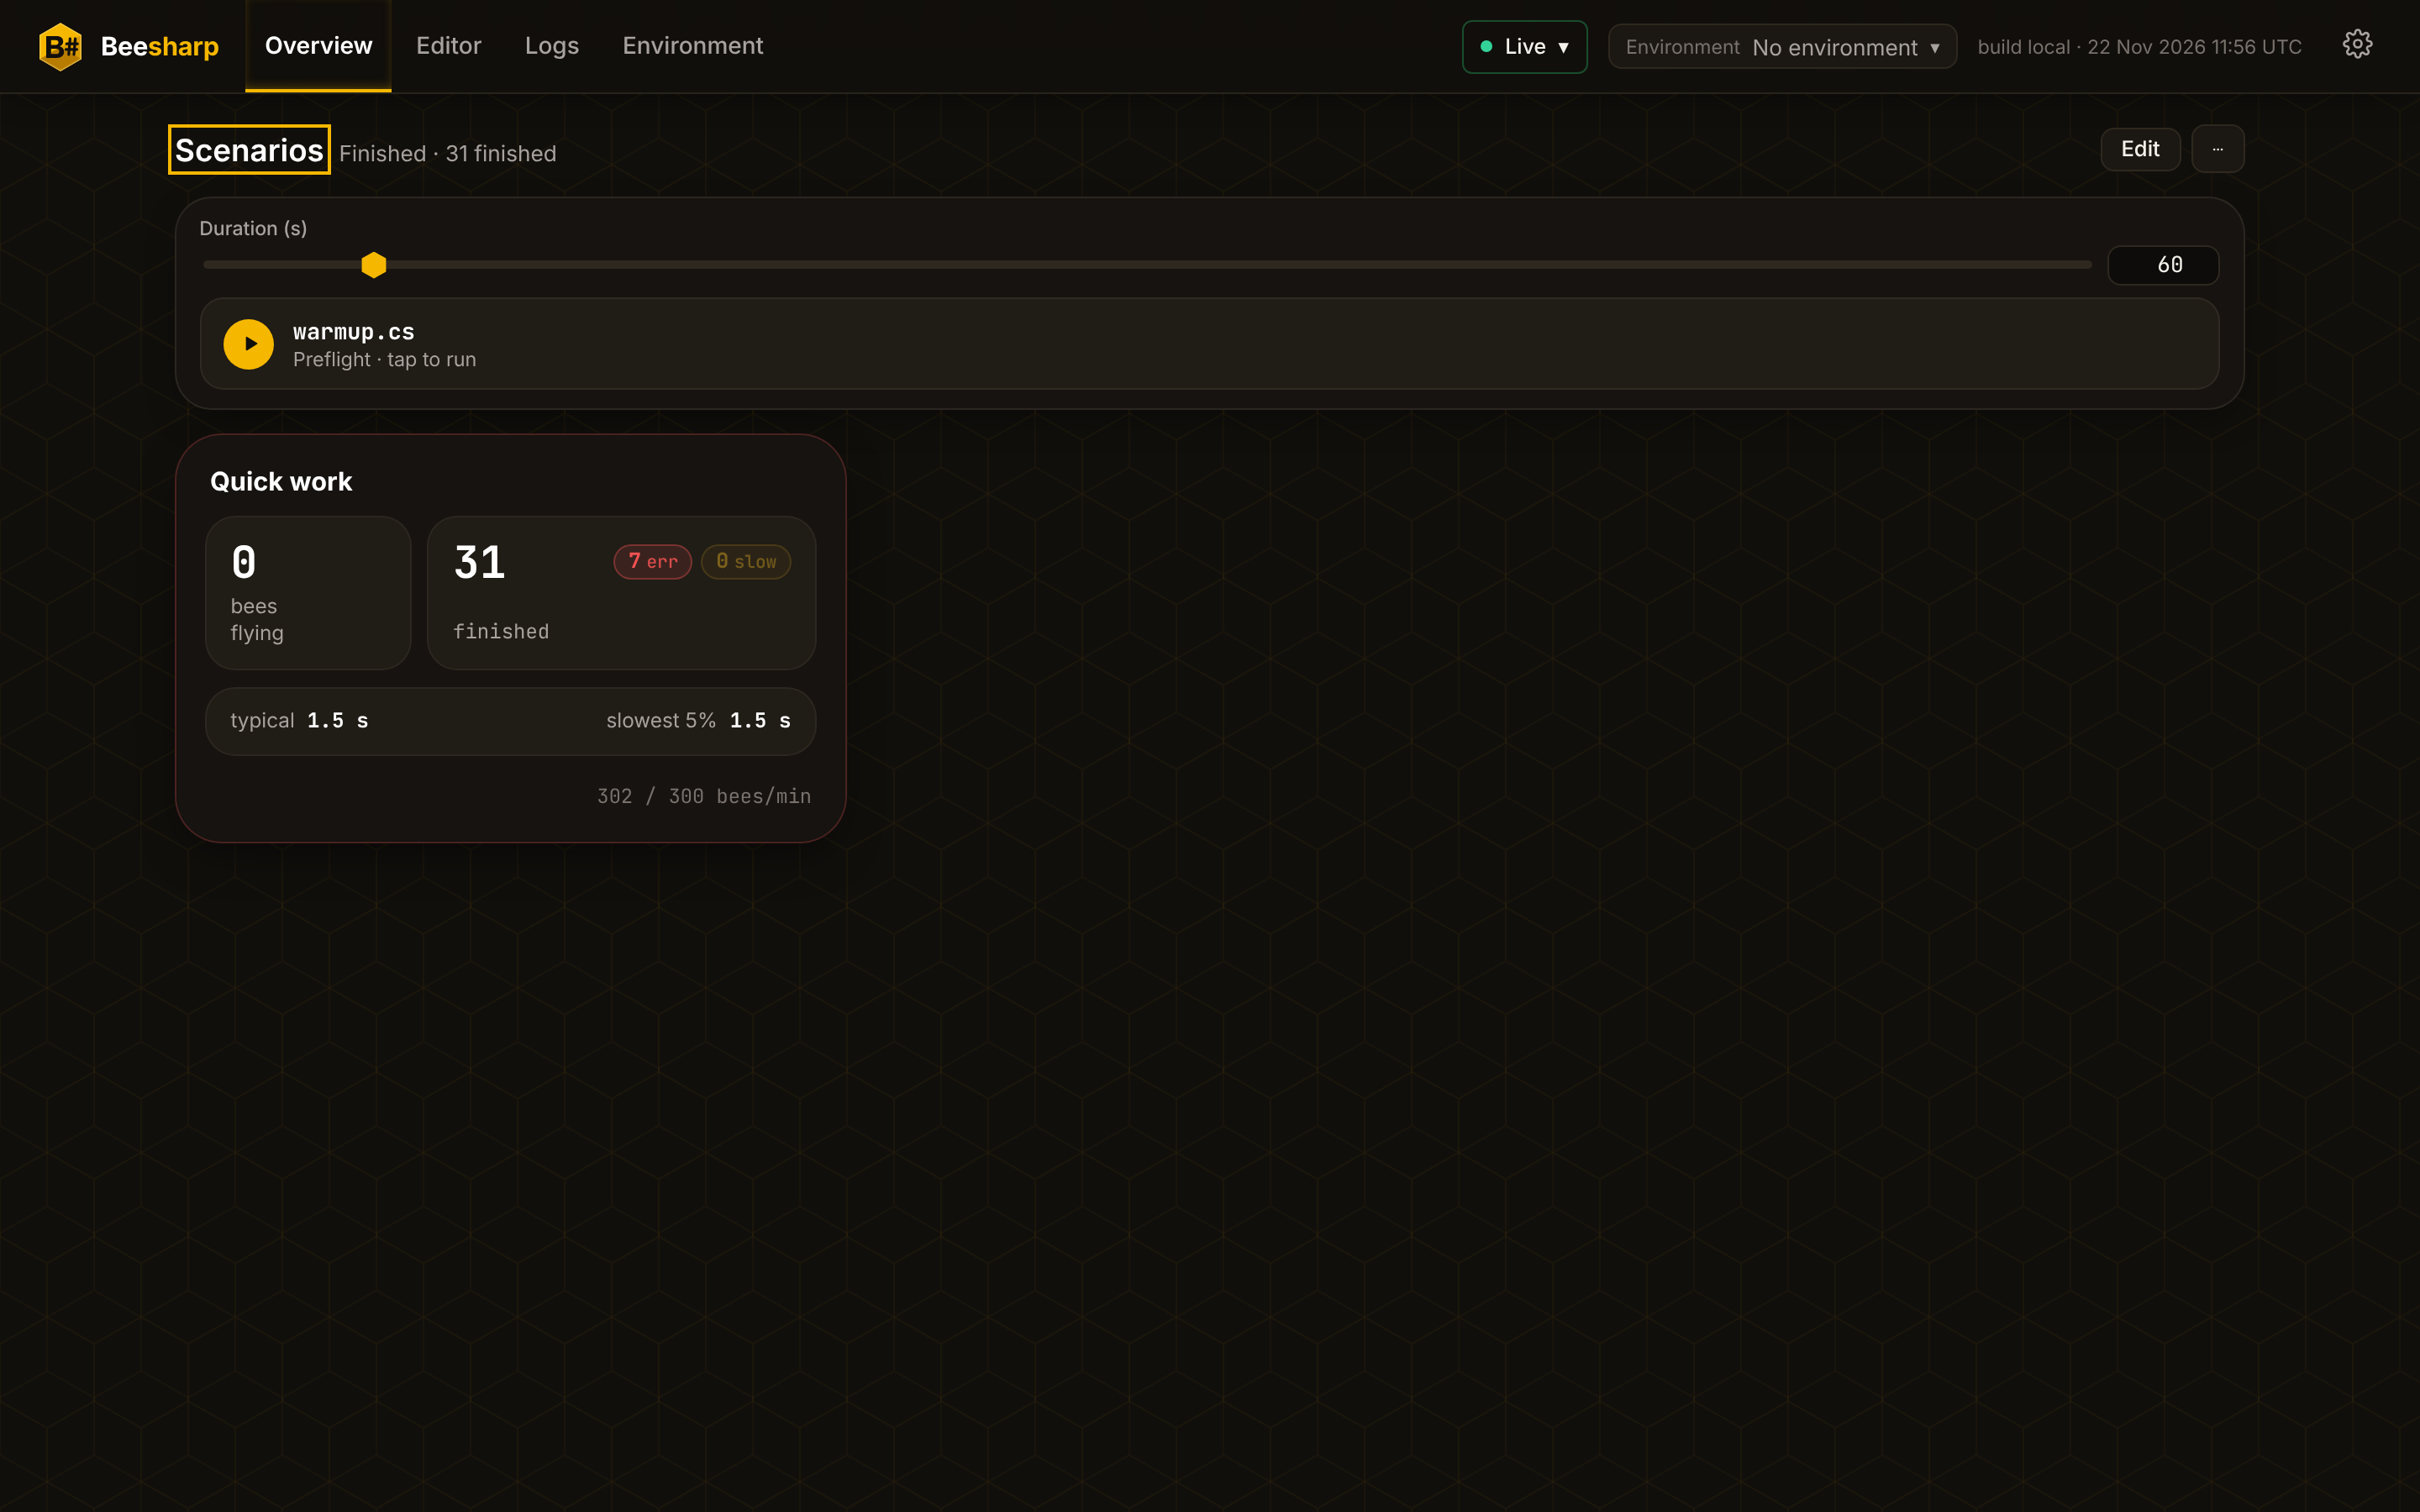 B# Beesharp Overview Editor Logs Environment Live ▾ Environment No environment ▾ build local · 22 Nov 2026 11:56 UTC
Scenarios Finished · 31 finished Edit ...
Duration (s)
60
warmup.cs
Preflight · tap to run
Quick work
0
bees
flying
31 7 err 0 slow
finished
typical 1.5 s slowest 5% 1.5 s
302 / 300 bees/min